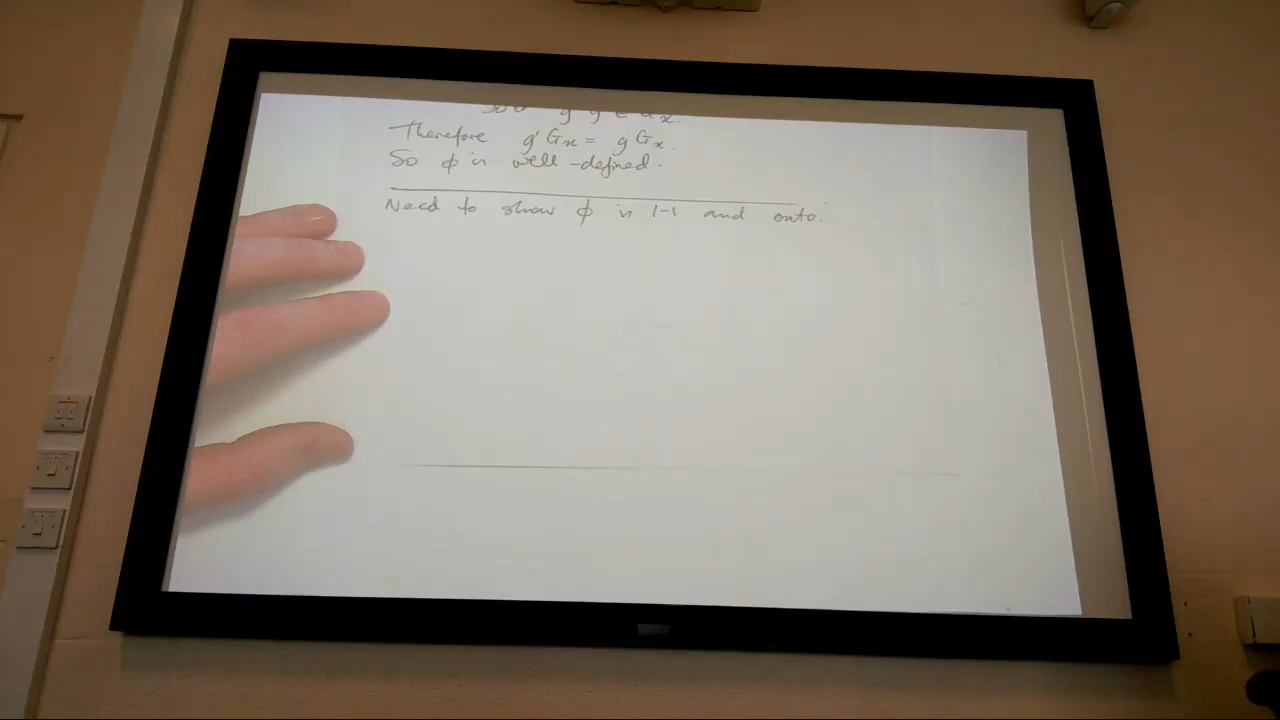 Therefore g' Gx = g Gx.
So φ is well-defined.
Need to show φ is 1-1 and onto.